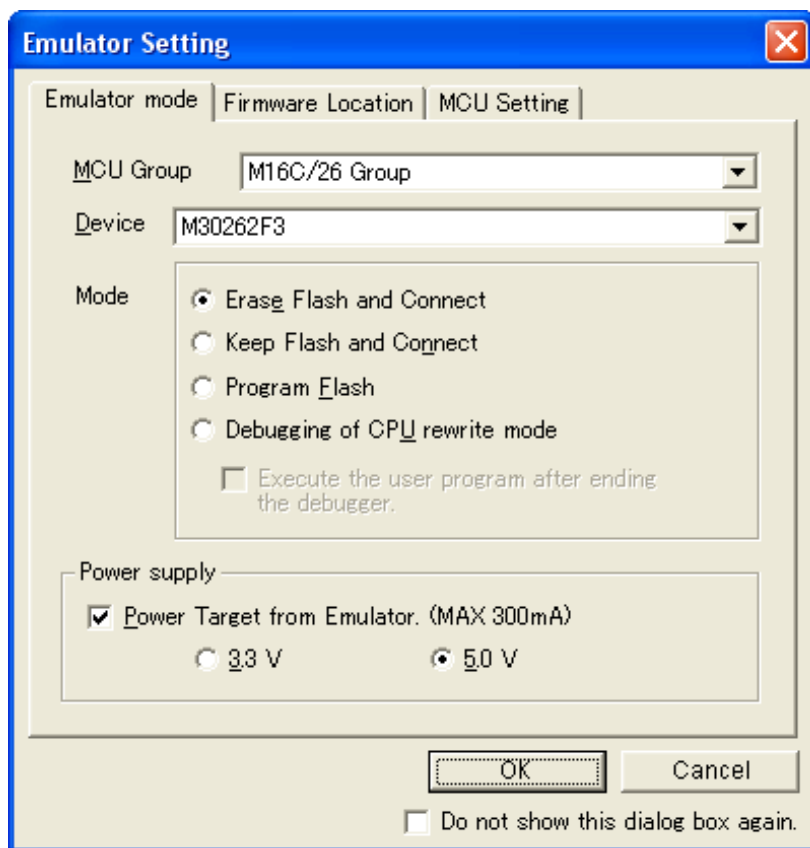 Emulator Setting
Emulator mode Firmware Location MCU Setting
MCU Group M16C/26 Group
Device M30262F3
Mode
Erase Flash and Connect
Keep Flash and Connect
Program Flash
Debugging of CPU rewrite mode
Execute the user program after ending
the debugger.
Power supply
Power Target from Emulator. (MAX 300mA)
3.3 V 5.0 V
OK Cancel
Do not show this dialog box again.